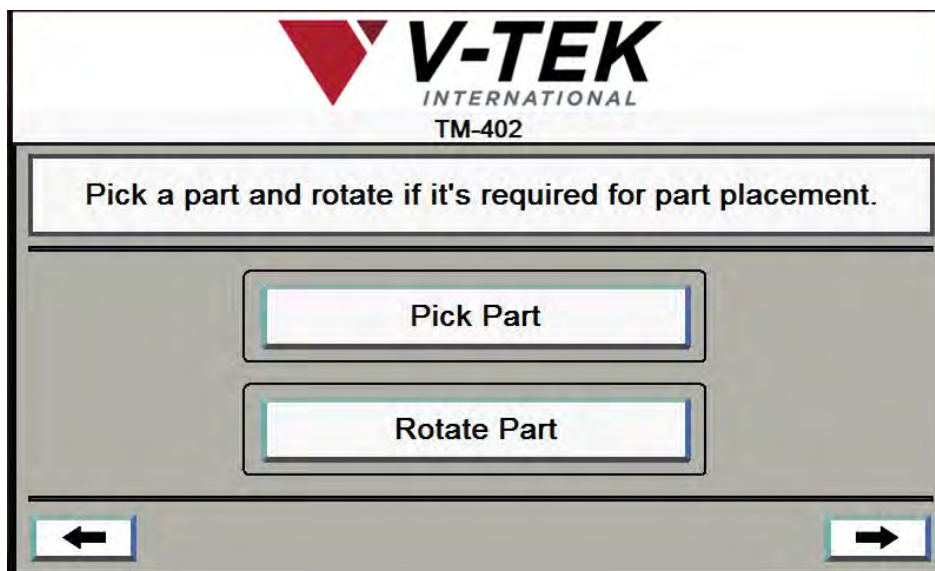 V-TEK
INTERNATIONAL
TM-402
Pick a part and rotate if it's required for part placement.
Pick Part
Rotate Part